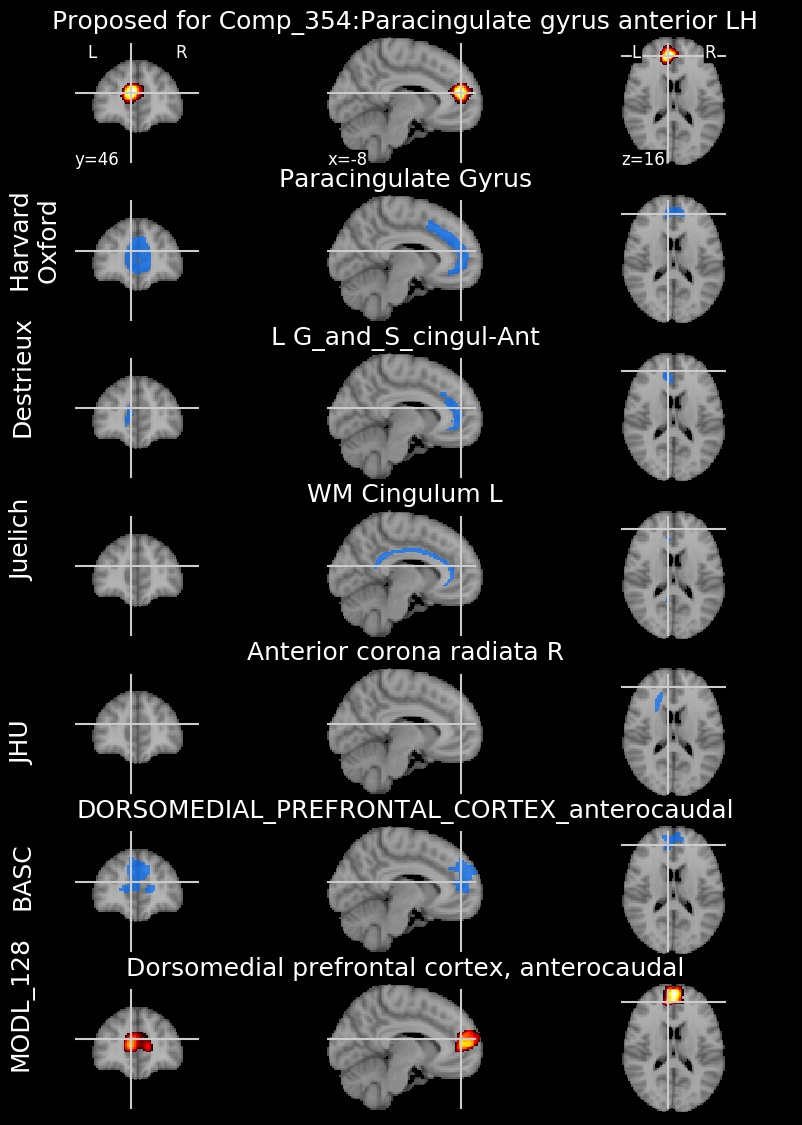 Proposed for Comp_354:Paracingulate gyrus anterior LH
L R
L R
y=46 x=-8 z=16
Paracingulate Gyrus
Harvard
Oxford
L G_and_S_cingul-Ant
Destrieux
WM Cingulum L
Juelich
Anterior corona radiata R
JHU
DORSOMEDIAL_PREFRONTAL_CORTEX_anterocaudal
BASC
Dorsomedial prefrontal cortex, anterocaudal
MODL_128